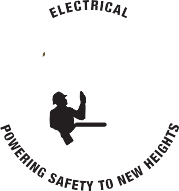 ELECTRICAL
POWERING SAFETY TO NEW HEIGHTS